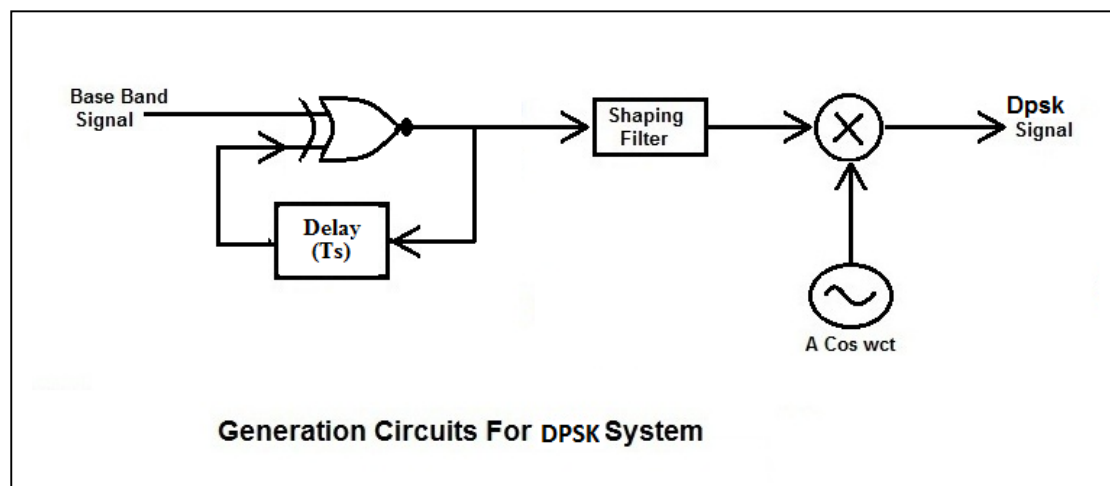 Base Band
Signal
Shaping
Filter
Dpsk
Signal
Delay
(Ts)
A Cos wct
Generation Circuits For DPSK System